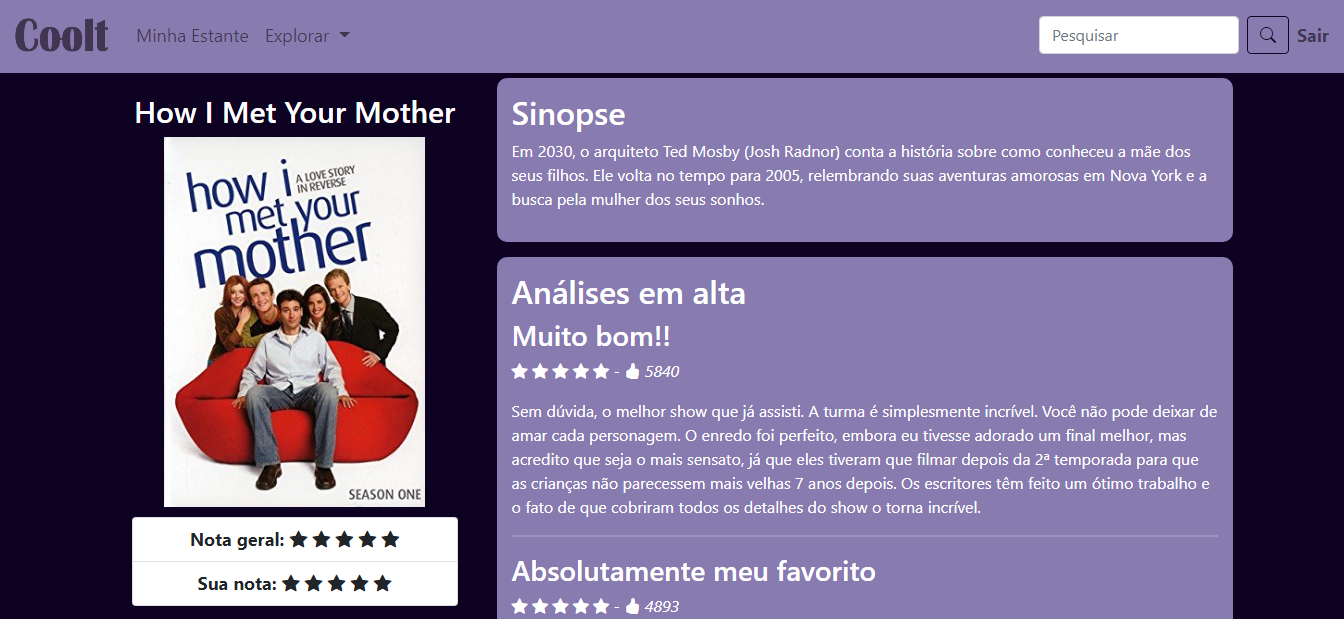 Coolt
Minha Estante
Explorar
Pesquisar
Sair
How I Met Your Mother
how i
A LOVE STORY
IN REVERSE
met your
mother
SEASON ONE
Nota geral:
Sua nota:
Sinopse
Em 2030, o arquiteto Ted Mosby (Josh Radnor) conta a história sobre como conheceu a mãe dos
seus filhos. Ele volta no tempo para 2005, relembrando suas aventuras amorosas em Nova York e a
busca pela mulher dos seus sonhos.
Análises em alta
Muito bom!!
- 5840
Sem dúvida, o melhor show que já assisti. A turma é simplesmente incrível. Você não pode deixar de
amar cada personagem. O enredo foi perfeito, embora eu tivesse adorado um final melhor, mas
acredito que seja o mais sensato, já que eles tiveram que filmar depois da 2ª temporada para que
as crianças não parecessem mais velhas 7 anos depois. Os escritores têm feito um ótimo trabalho e
o fato de que cobriram todos os detalhes do show o torna incrível.
Absolutamente meu favorito
- 4893